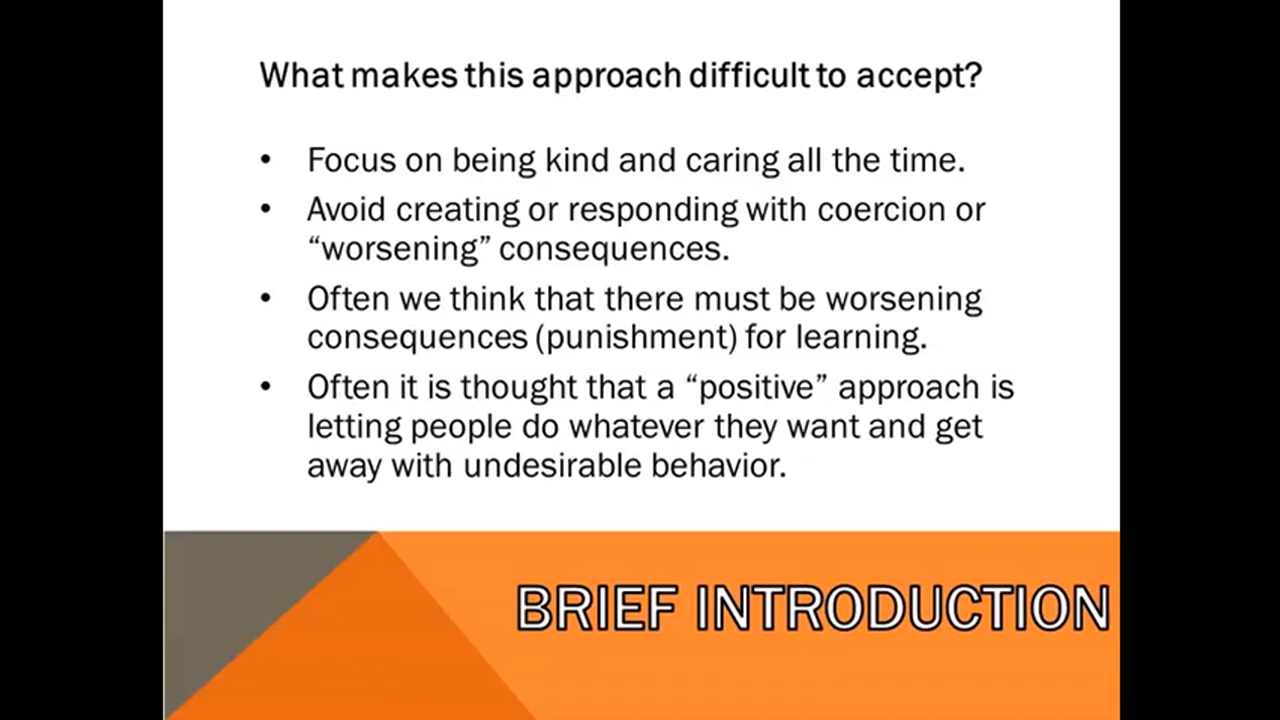 What makes this approach difficult to accept?
• Focus on being kind and caring all the time.
• Avoid creating or responding with coercion or
“worsening” consequences.
• Often we think that there must be worsening
consequences (punishment) for learning.
• Often it is thought that a “positive” approach is
letting people do whatever they want and get
away with undesirable behavior.
BRIEF INTRODUCTION